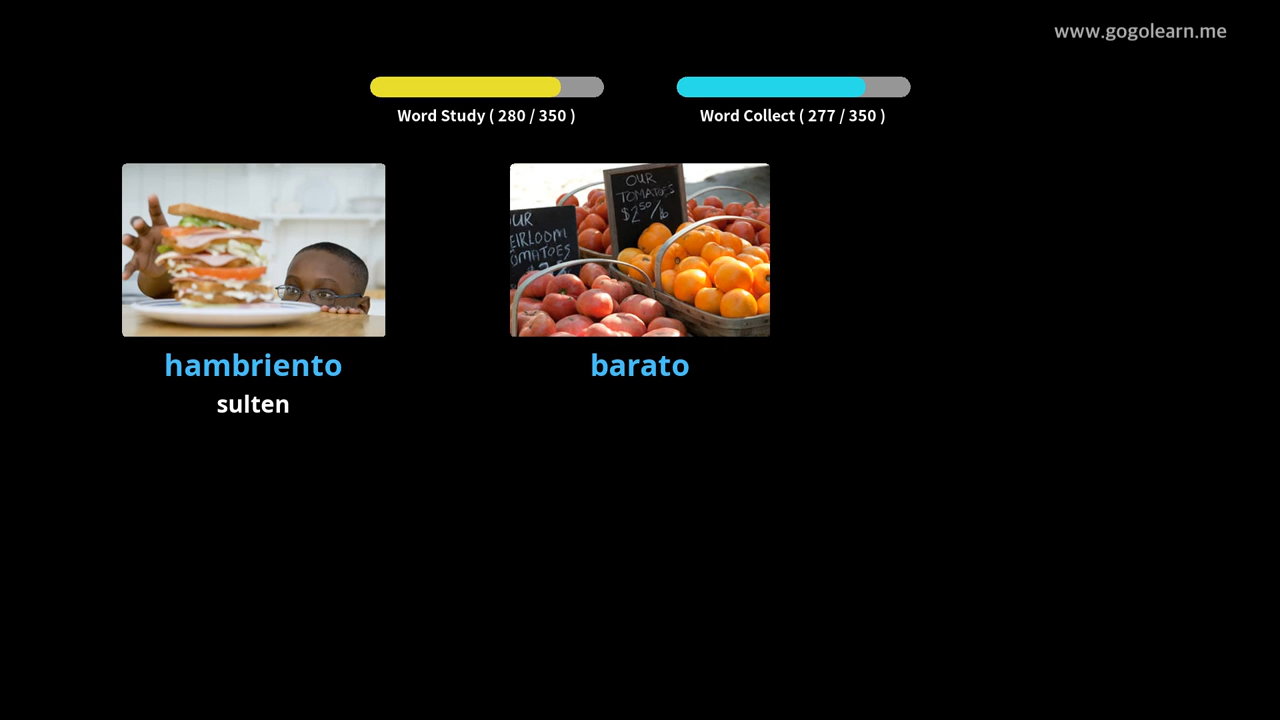 www.gogolearn.me
Word Study ( 280 / 350 )
Word Collect ( 277 / 350 )
OUR
TOMATOES
$2.50/lb
UR
EIRLOOM
OMATOES
hambriento
barato
sulten